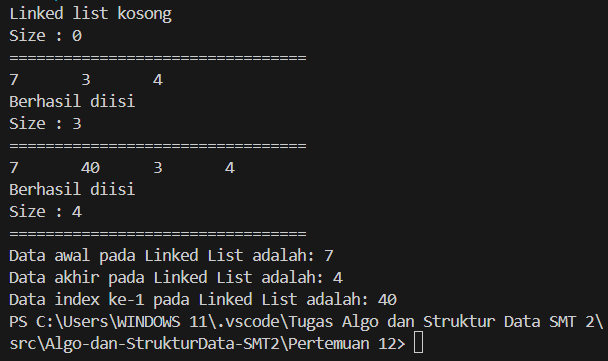 Linked list kosong
Size : 0
=================================
7       3       4
Berhasil diisi
Size : 3
=================================
7       40      3       4
Berhasil diisi
Size : 4
=================================
Data awal pada Linked List adalah: 7
Data akhir pada Linked List adalah: 4
Data index ke-1 pada Linked List adalah: 40
PS C:\Users\WINDOWS 11\.vscode\Tugas Algo dan Struktur Data SMT 2\
src\Algo-dan-StrukturData-SMT2\Pertemuan 12>